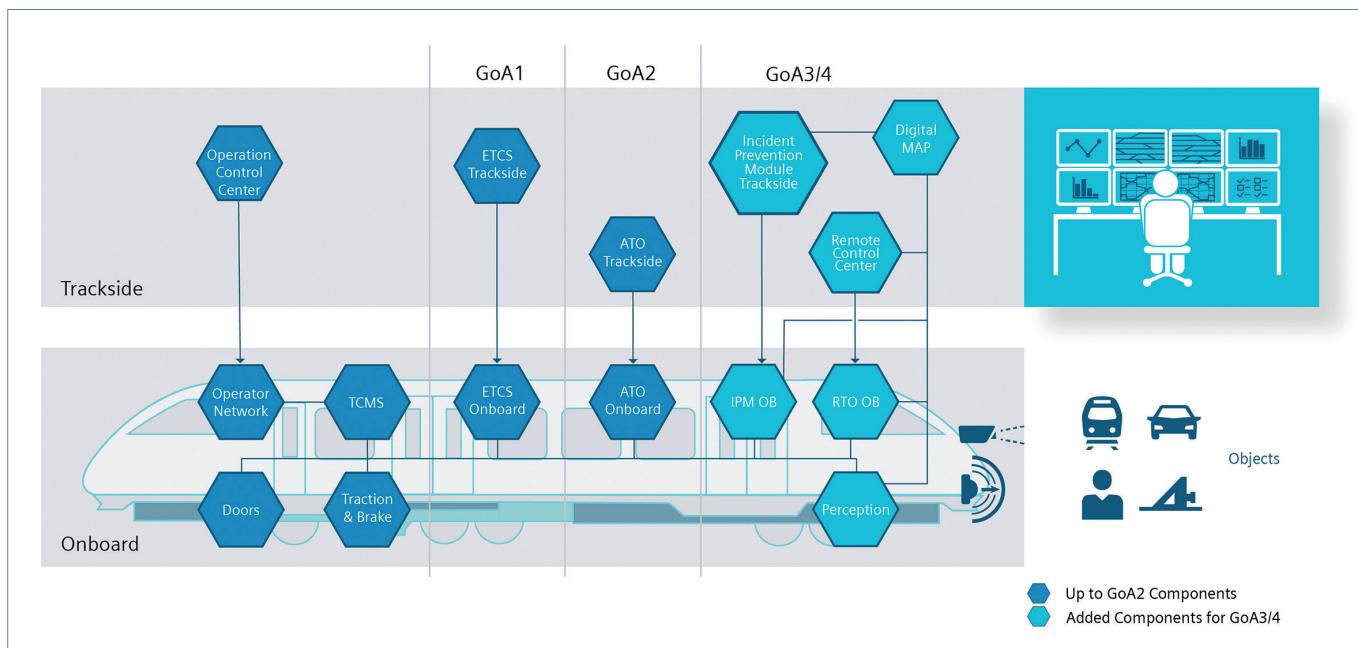 GoA1
GoA2
GoA3/4
Operation
Control
Center
ETCS
Trackside
ATO
Trackside
Incident
Prevention
Module
Trackside
Digital
MAP
Remote
Control
Center
Trackside
Operator
Network
TCMS
ETCS
Onboard
ATO
Onboard
IPM OB
RTO OB
Doors
Traction
& Brake
Perception
Onboard
Objects
Up to GoA2 Components
Added Components for GoA3/4